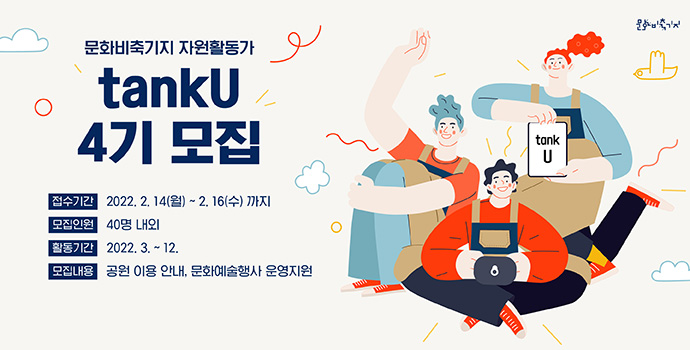 문화비축기지
문화비축기지 자원활동가
tankU
4기 모집
접수기간 2022. 2. 14(월) ~ 2. 16(수) 까지
모집인원 40명 내외
활동기간 2022. 3. ~ 12.
모집내용 공원 이용 안내, 문화예술행사 운영지원
tank
U